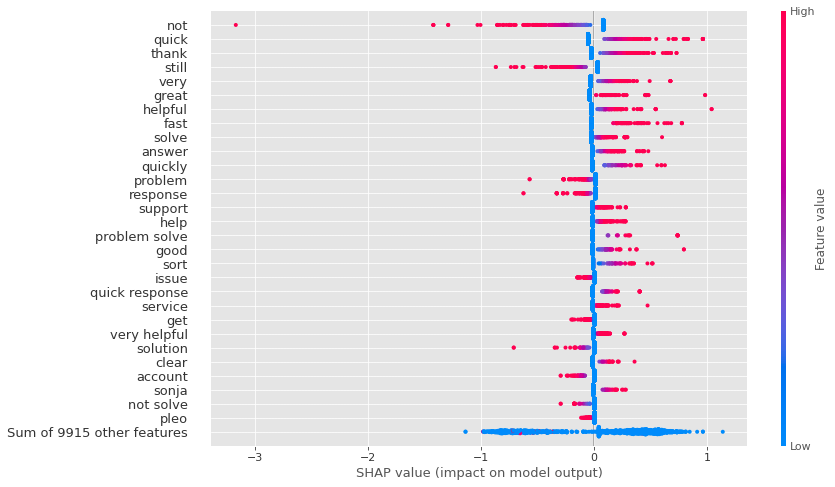 not
quick
thank
still
very
great
helpful
fast
solve
answer
quickly
problem
response
support
help
problem solve
good
sort
issue
quick response
service
get
very helpful
solution
clear
account
sonja
not solve
pleo
Sum of 9915 other features
−3 −2 −1 0 1
SHAP value (impact on model output)
High
Feature value
Low